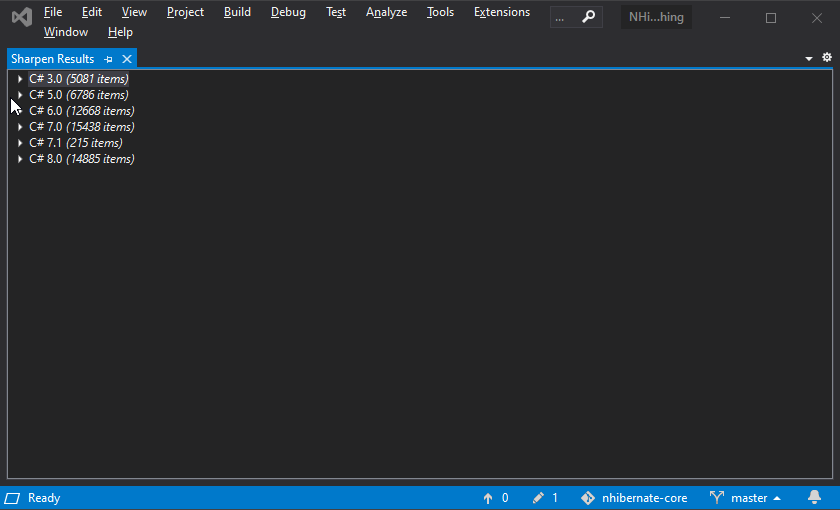 File Edit View Project Build Debug Test Analyze Tools Extensions ... NHi...hing
Window Help
Sharpen Results
C# 3.0 (5081 items)
C# 5.0 (6786 items)
C# 6.0 (12668 items)
C# 7.0 (15438 items)
C# 7.1 (215 items)
C# 8.0 (14885 items)
Ready 0 1 nhibernate-core master